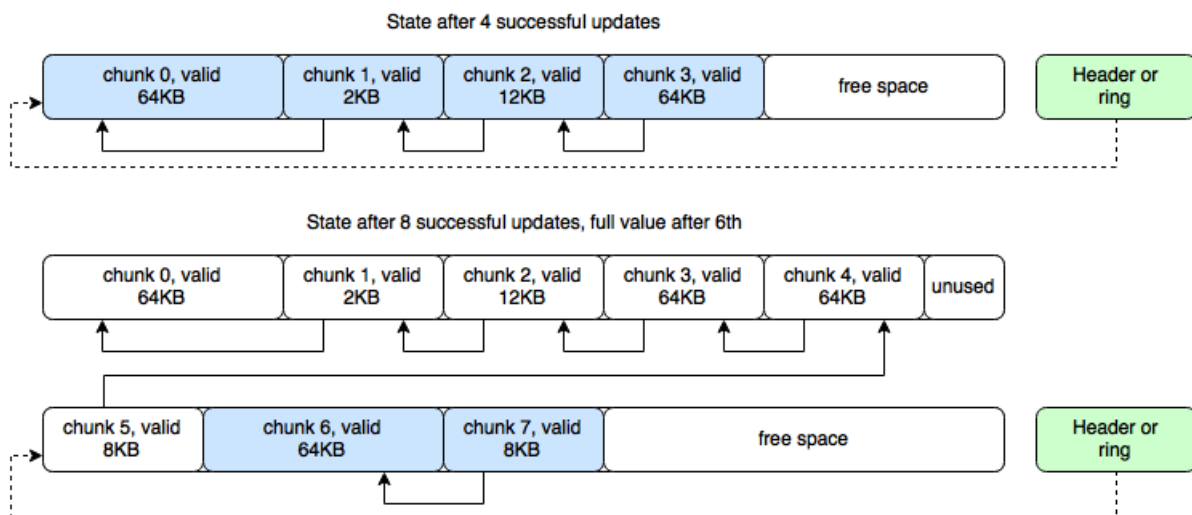 State after 4 successful updates
chunk 0, valid
64KB
chunk 1, valid
2KB
chunk 2, valid
12KB
chunk 3, valid
64KB
free space
Header or
ring
State after 8 successful updates, full value after 6th
chunk 0, valid
64KB
chunk 1, valid
2KB
chunk 2, valid
12KB
chunk 3, valid
64KB
chunk 4, valid
64KB
unused
chunk 5, valid
8KB
chunk 6, valid
64KB
chunk 7, valid
8KB
free space
Header or
ring